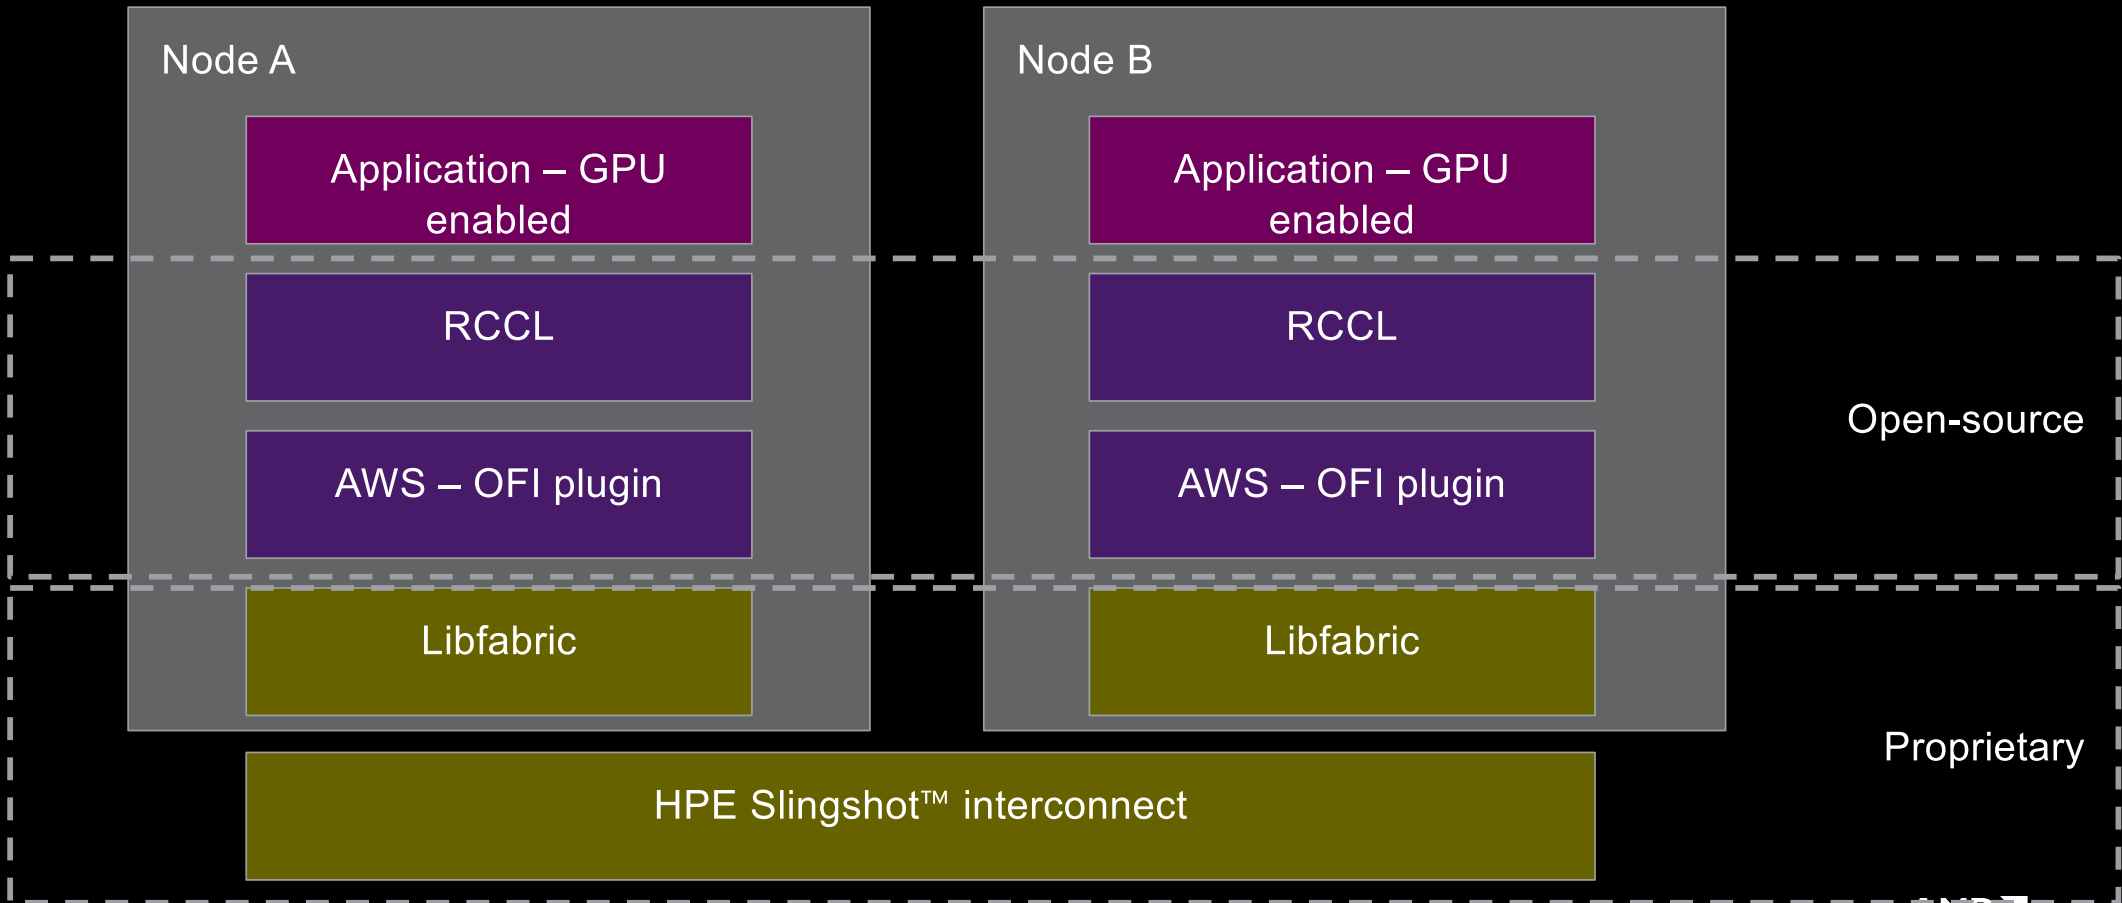 Node A
Application – GPU
enabled
RCCL
AWS – OFI plugin
Libfabric
Node B
Application – GPU
enabled
RCCL
AWS – OFI plugin
Libfabric
HPE Slingshot™ interconnect
Open-source
Proprietary